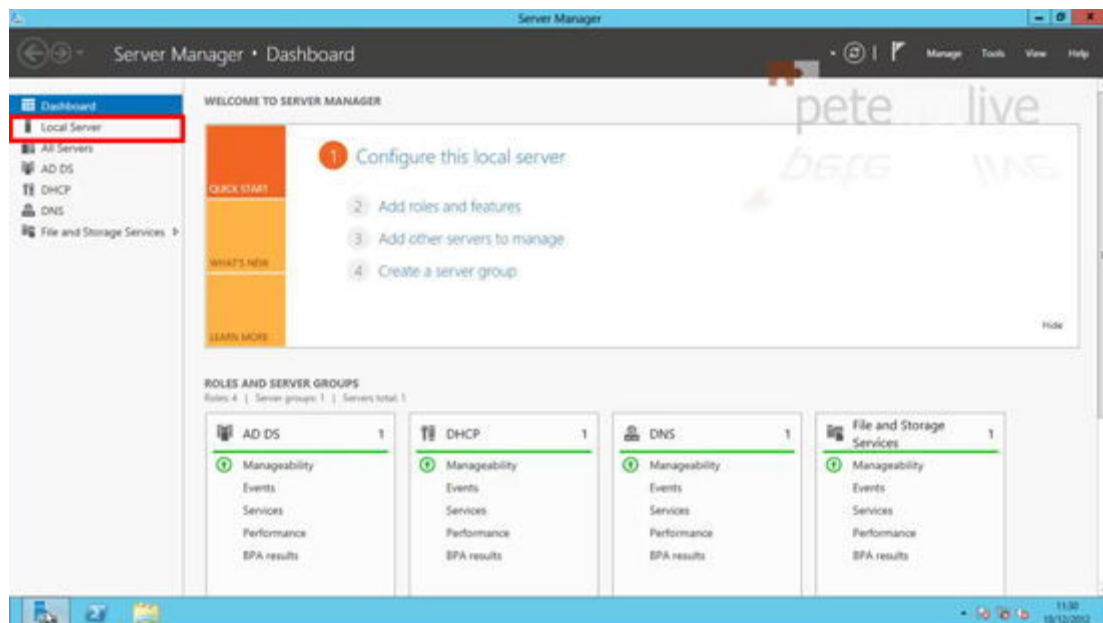 Server Manager
Server Manager • Dashboard
Manage Tools View Help
Dashboard
Local Server
All Servers
AD DS
DHCP
DNS
File and Storage Services
WELCOME TO SERVER MANAGER
pete live
QUICK START
WHAT'S NEW
LEARN MORE
1 Configure this local server
2 Add roles and features
3 Add other servers to manage
4 Create a server group
Hide
ROLES AND SERVER GROUPS
Roles: 4 | Server groups: 1 | Servers total: 1
AD DS 1
Manageability
Events
Services
Performance
BPA results
DHCP 1
Manageability
Events
Services
Performance
BPA results
DNS 1
Manageability
Events
Services
Performance
BPA results
File and Storage Services 1
Manageability
Events
Services
Performance
BPA results
11:30
10/12/2012